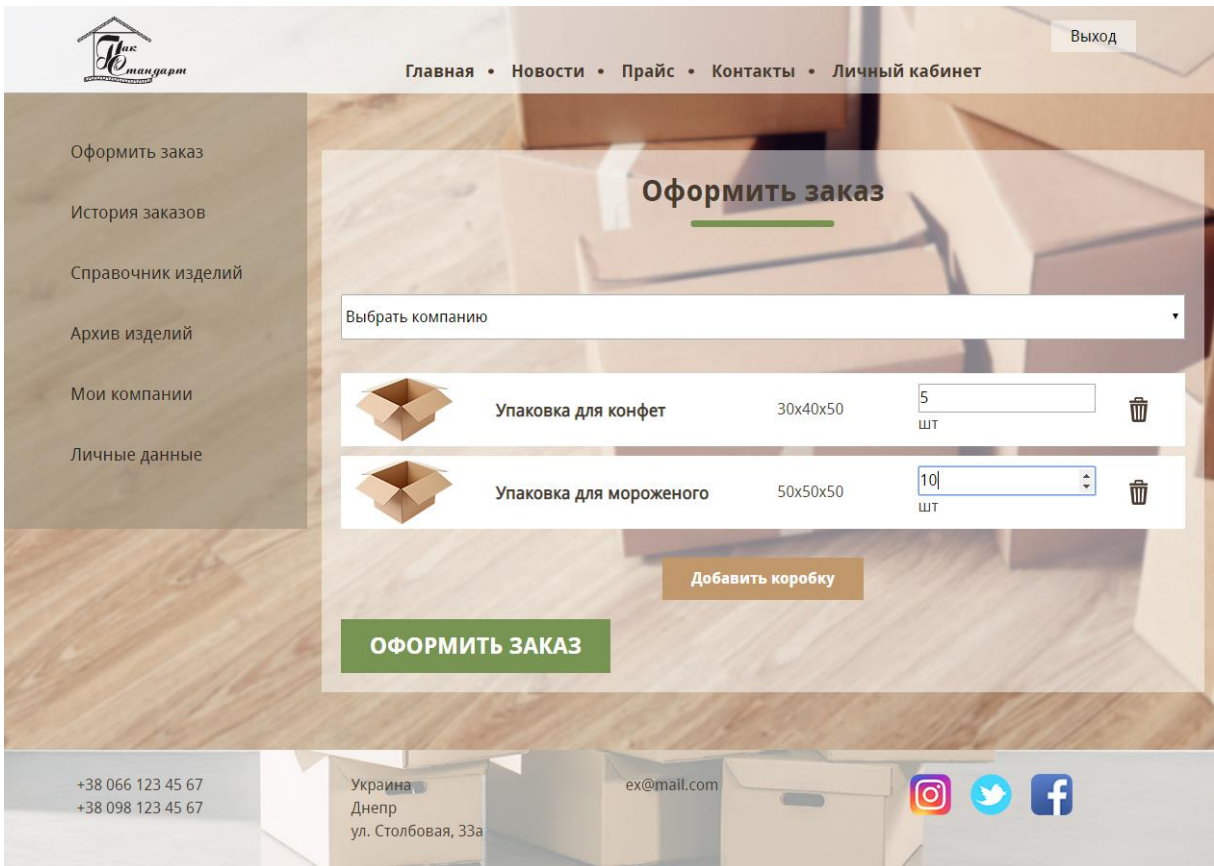 Пак
Стандарт
Выход
Главная • Новости • Прайс • Контакты • Личный кабинет
Оформить заказ
История заказов
Справочник изделий
Архив изделий
Мои компании
Личные данные
Оформить заказ
Выбрать компанию
Упаковка для конфет 30x40x50 5
шт
Упаковка для мороженого 50x50x50 10
шт
Добавить коробку
ОФОРМИТЬ ЗАКАЗ
+38 066 123 45 67
+38 098 123 45 67
Украина
Днепр
ул. Столбовая, 33а
ex@mail.com